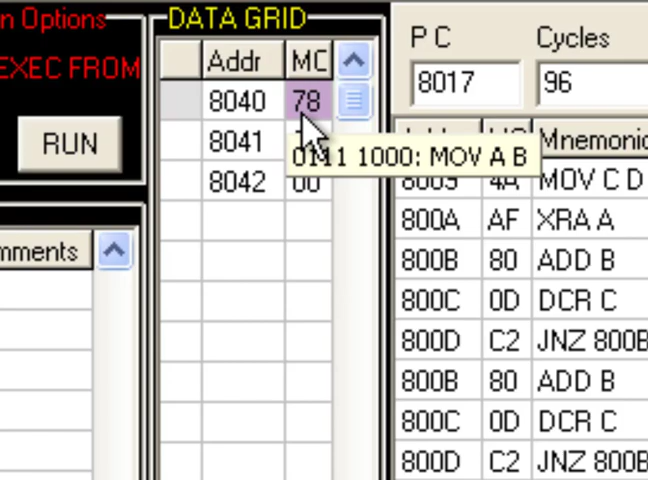 n Options
EXEC FROM
RUN
mments
DATA GRID
Addr MC
8040 78
8041
8042 00
0111 1000: MOV A B
P C Cycles
8017 96
Mnemonic
8009 4A MOV C D
800A AF XRA A
800B 80 ADD B
800C 0D DCR C
800D C2 JNZ 800B
800B 80 ADD B
800C 0D DCR C
800D C2 JNZ 800B